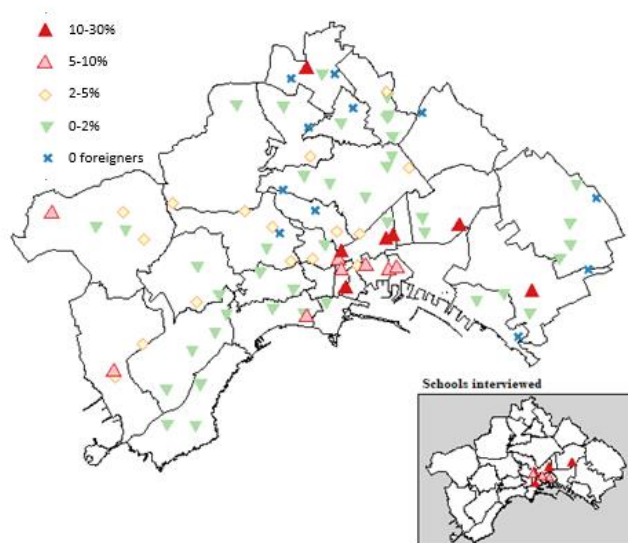 10-30%
5-10%
2-5%
0-2%
0 foreigners
Schools interviewed